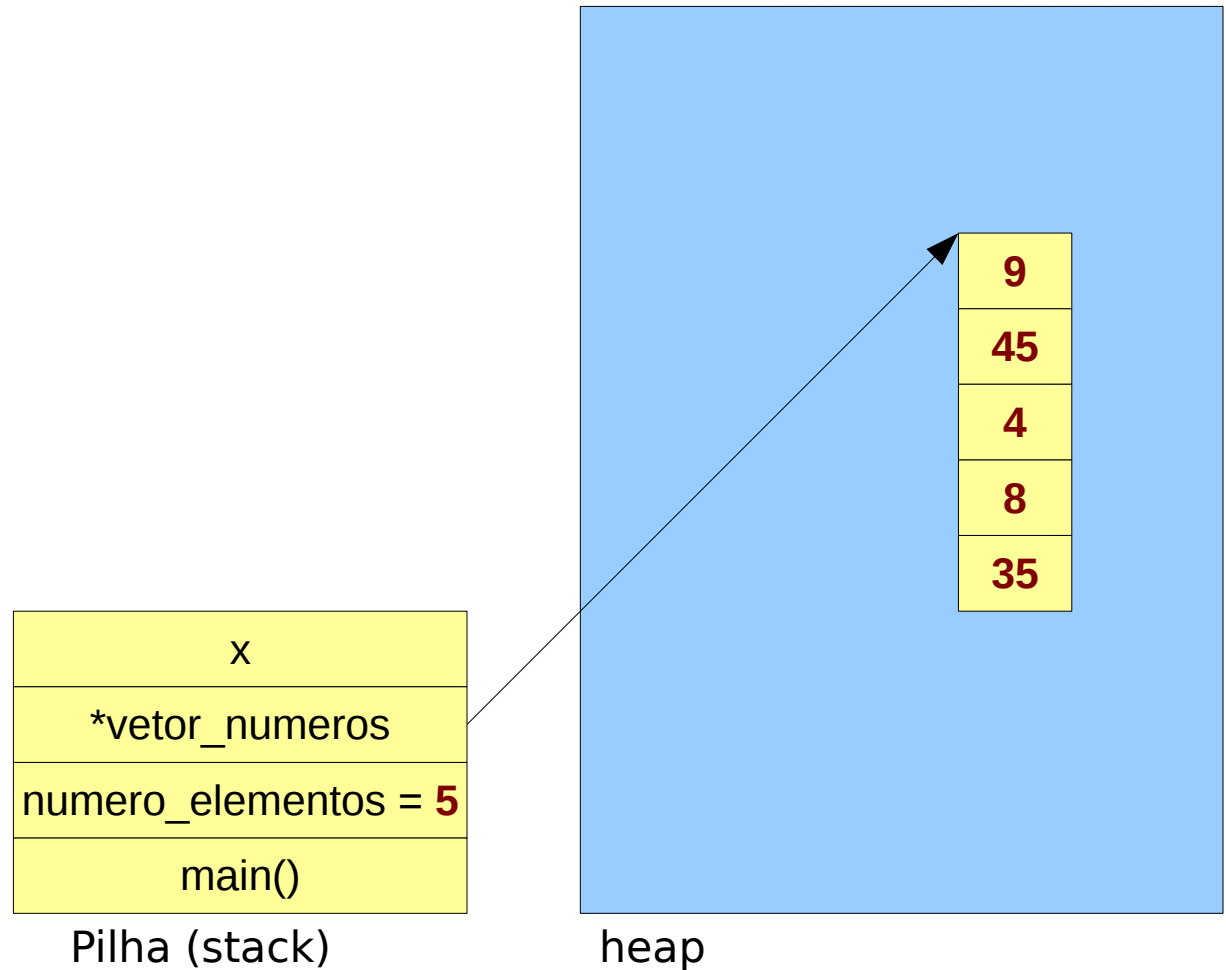 9
45
4
8
35
x
*vetor_numeros
numero_elementos = 5
main()
Pilha (stack)
heap